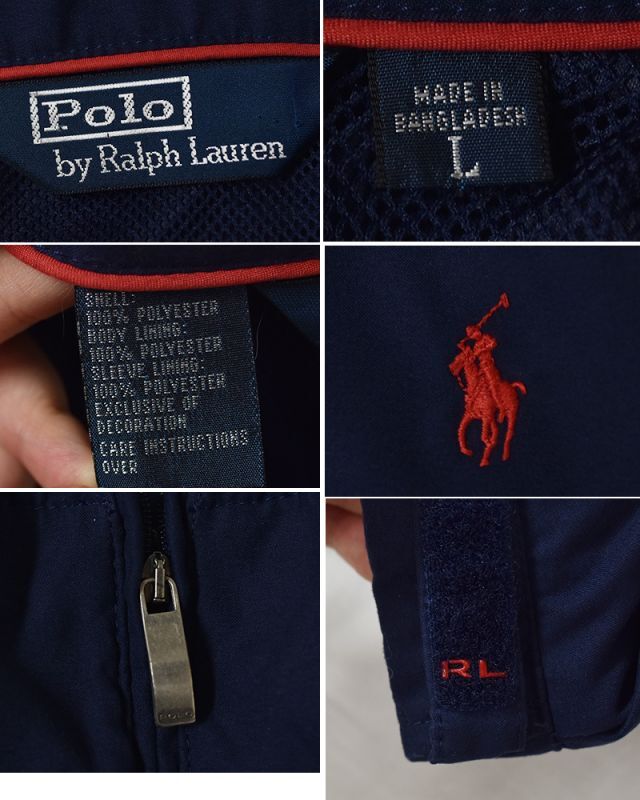 Polo
by Ralph Lauren
MADE IN
BANGLADESH
L
SHELL:
100% POLYESTER
BODY LINING:
100% POLYESTER
SLEEVE LINING:
100% POLYESTER
EXCLUSIVE OF
DECORATION
CARE INSTRUCTIONS
OVER
POLO
RL